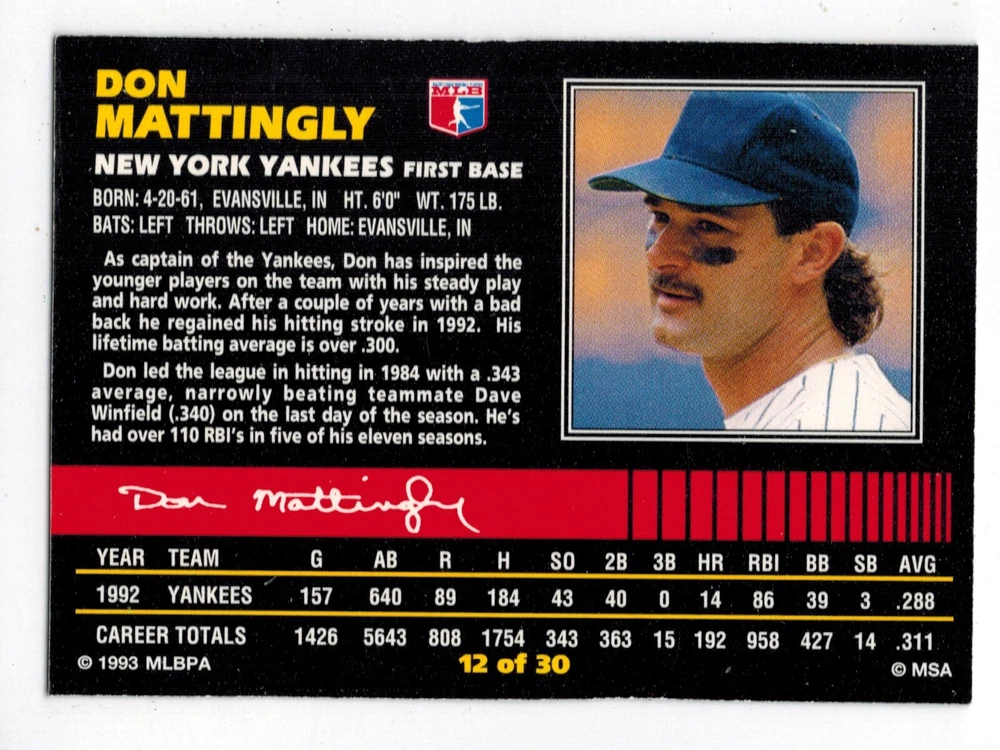 DON
MATTINGLY
MLB
NEW YORK YANKEES FIRST BASE
BORN: 4-20-61, EVANSVILLE, IN HT. 6'0" WT. 175 LB.
BATS: LEFT THROWS: LEFT HOME: EVANSVILLE, IN
As captain of the Yankees, Don has inspired the
younger players on the team with his steady play
and hard work. After a couple of years with a bad
back he regained his hitting stroke in 1992. His
lifetime batting average is over .300.
Don led the league in hitting in 1984 with a .343
average, narrowly beating teammate Dave
Winfield (.340) on the last day of the season. He's
had over 110 RBI's in five of his eleven seasons.
Don Mattingly
YEAR TEAM G AB R H SO 2B 3B HR RBI BB SB AVG
1992 YANKEES 157 640 89 184 43 40 0 14 86 39 3 .288
CAREER TOTALS 1426 5643 808 1754 343 363 15 192 958 427 14 .311
© 1993 MLBPA 12 of 30 © MSA